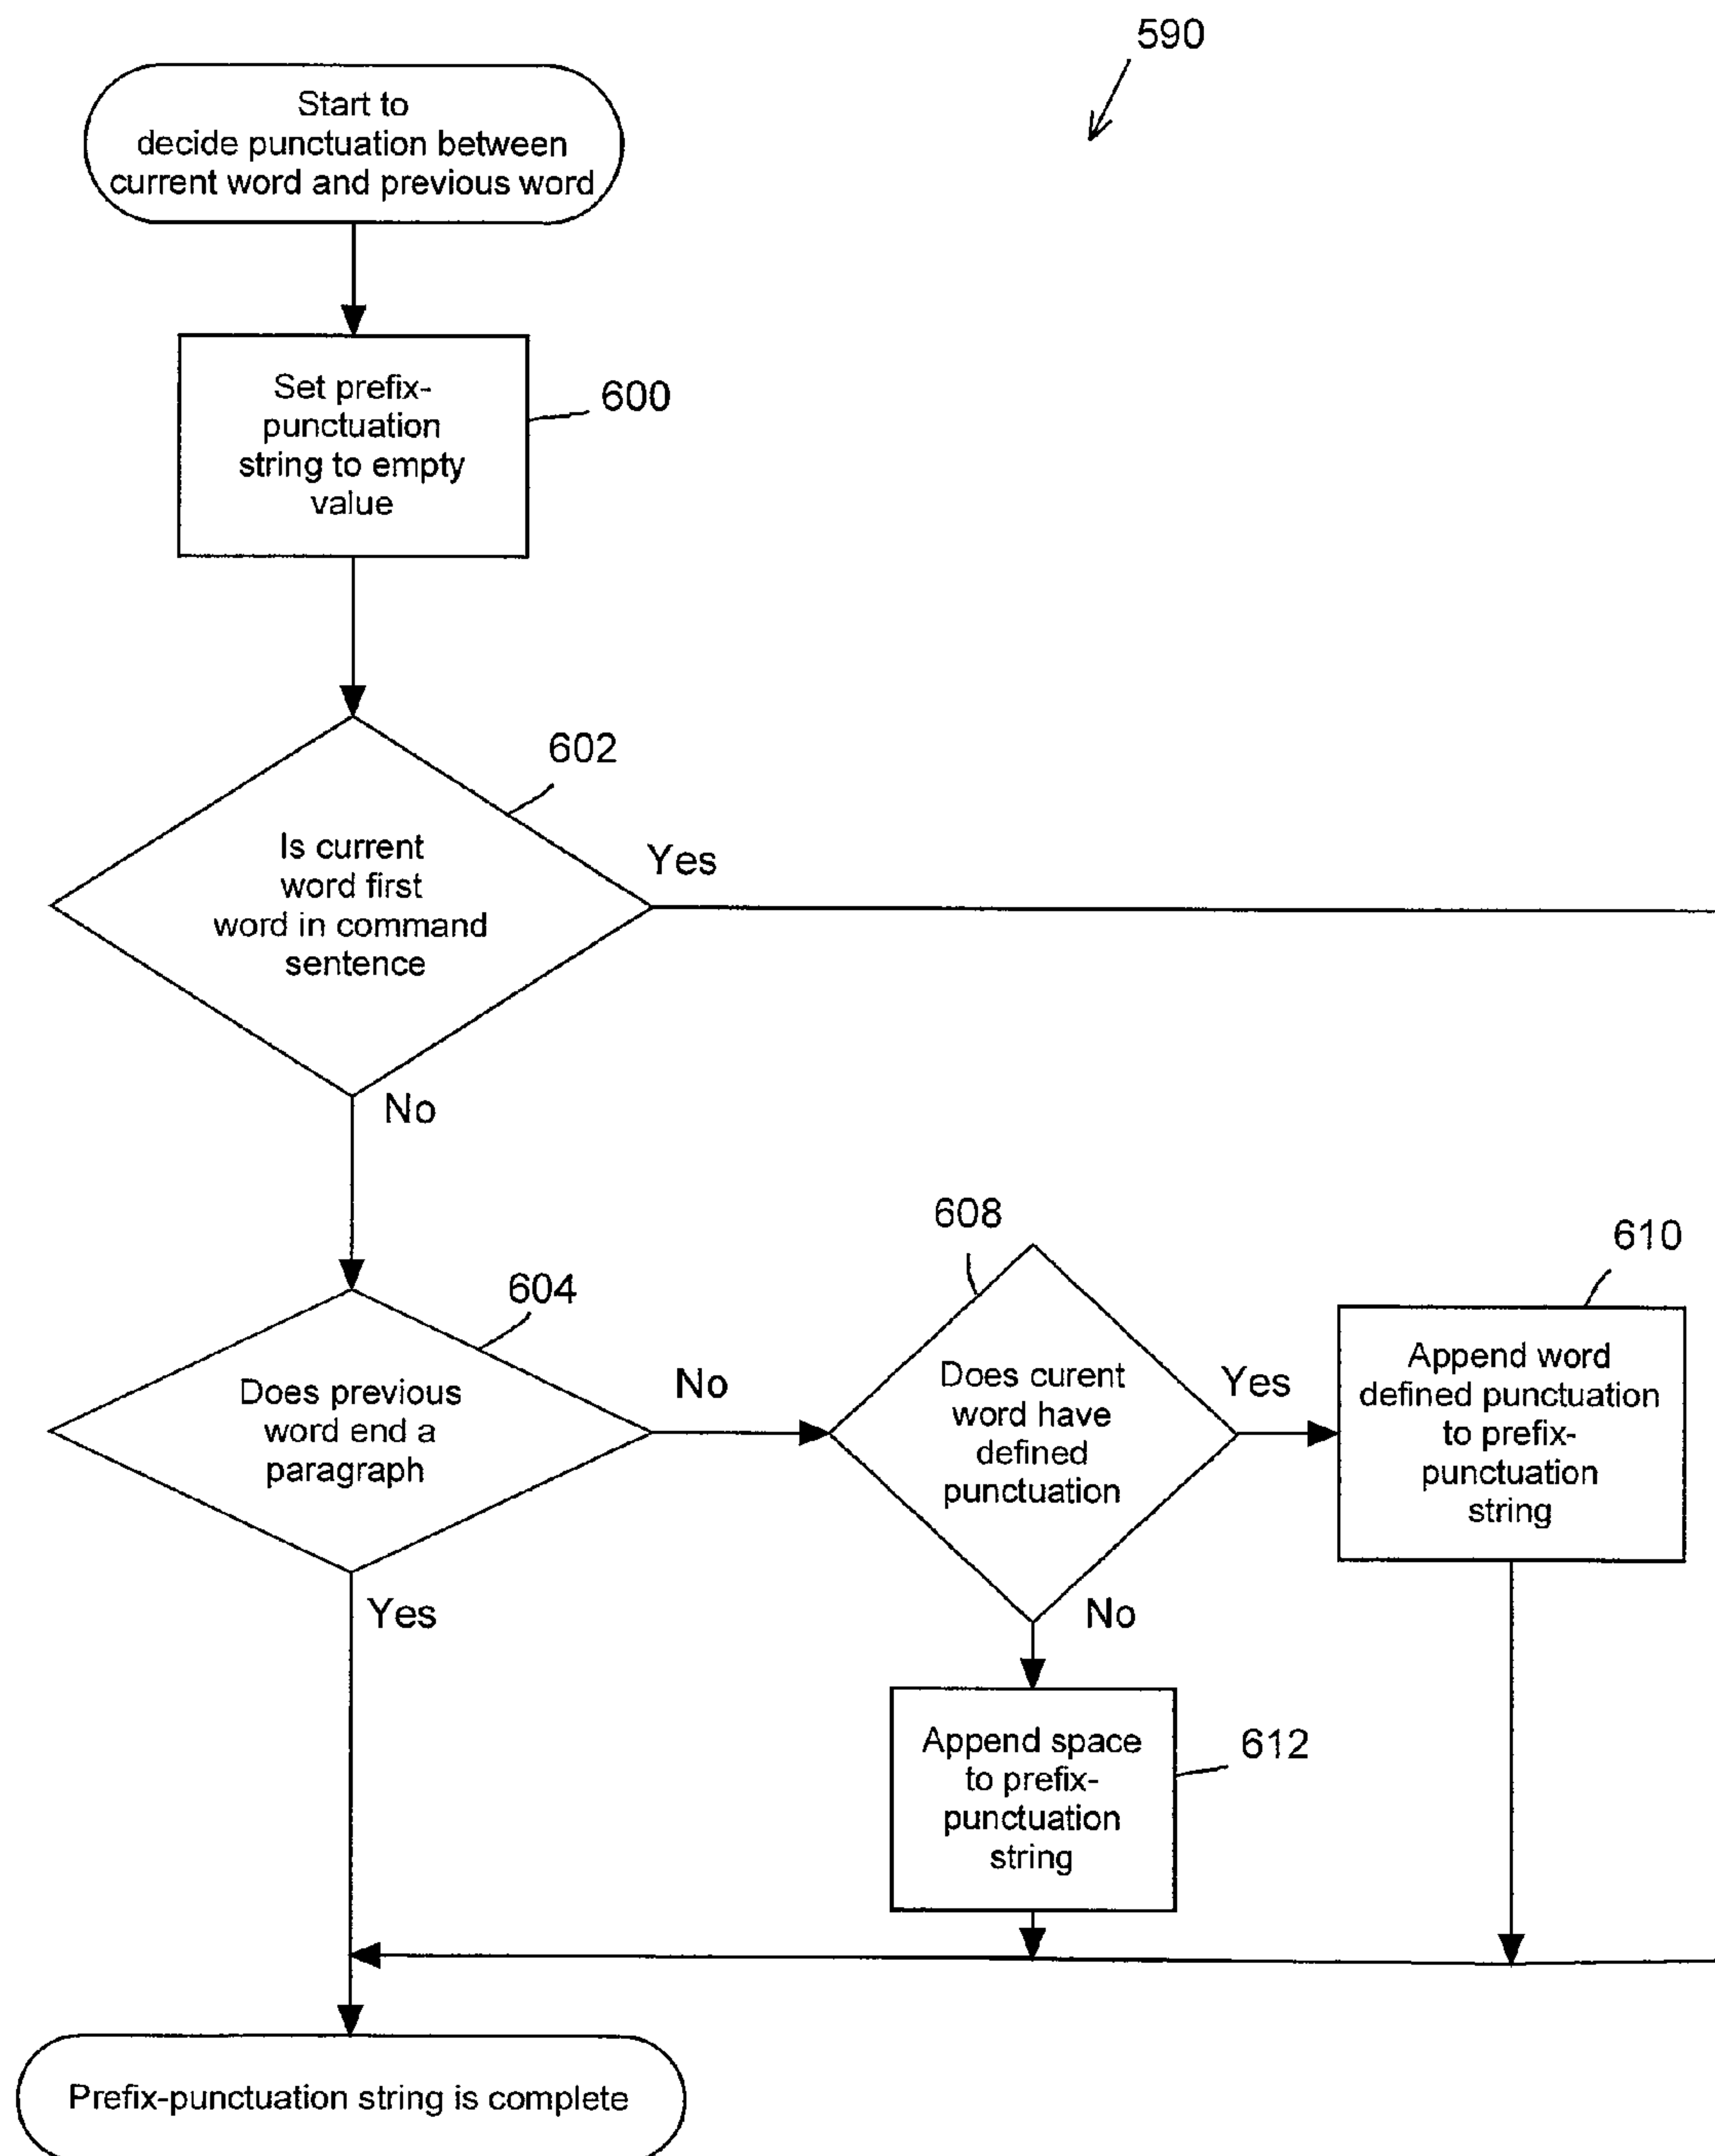 590
Start to
decide punctuation between
current word and previous word
Set prefix-
punctuation
string to empty
value
600
602
Is current
word first
word in command
sentence
Yes
No
604
Does previous
word end a
paragraph
No
Yes
608
Does curent
word have
defined
punctuation
Yes
No
610
Append word
defined punctuation
to prefix-
punctuation
string
Append space
to prefix-
punctuation
string
612
Prefix-punctuation string is complete